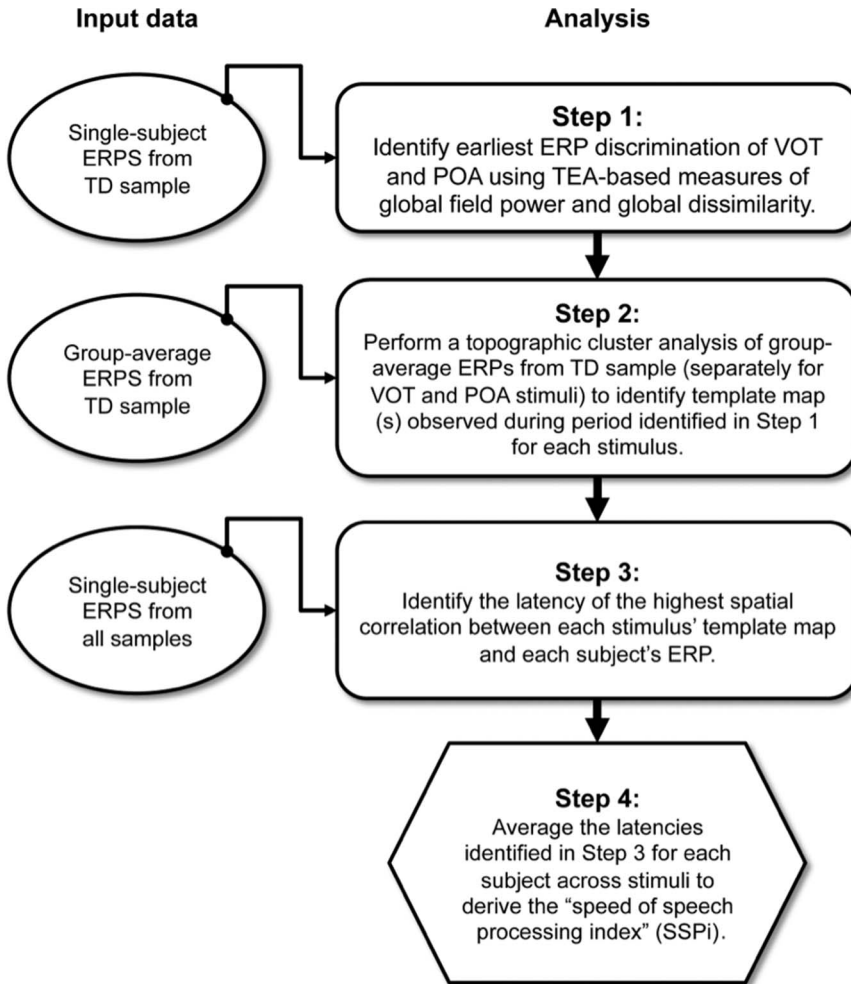 Input data
Analysis
Single-subject
ERPS from
TD sample
Step 1:
Identify earliest ERP discrimination of VOT
and POA using TEA-based measures of
global field power and global dissimilarity.
Group-average
ERPS from
TD sample
Step 2:
Perform a topographic cluster analysis of group-
average ERPs from TD sample (separately for
VOT and POA stimuli) to identify template map
(s) observed during period identified in Step 1
for each stimulus.
Single-subject
ERPS from
all samples
Step 3:
Identify the latency of the highest spatial
correlation between each stimulus’ template map
and each subject’s ERP.
Step 4:
Average the latencies
identified in Step 3 for each
subject across stimuli to
derive the “speed of speech
processing index” (SSPi).